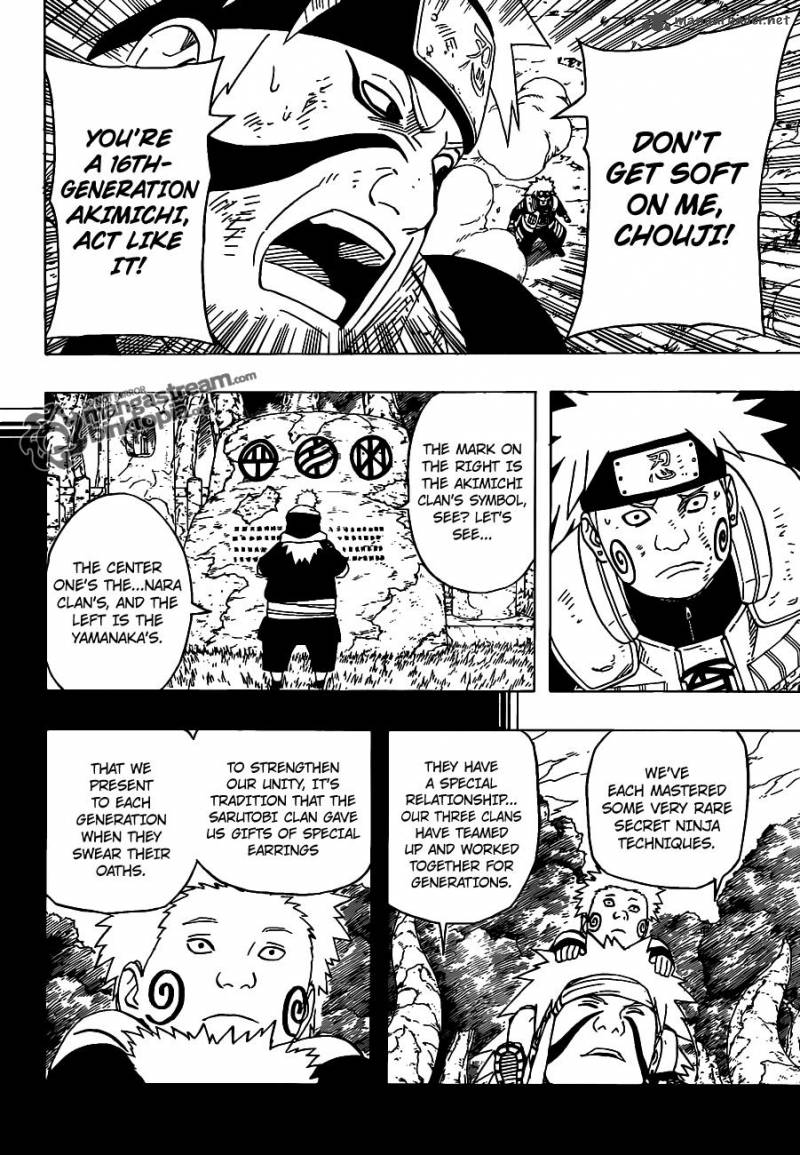 DON'T
GET SOFT
ON ME,
CHOUJI!
YOU'RE
A 16TH-
GENERATION
AKIMICHI,
ACT LIKE
IT!
忍
THE MARK ON
THE RIGHT IS
THE AKIMICHI
CLAN'S SYMBOL,
SEE? LET'S
SEE...
THE CENTER
ONE'S THE...NARA
CLAN'S, AND THE
LEFT IS THE
YAMANAKA'S.
mangastream.com
WE'VE
EACH MASTERED
SOME VERY RARE
SECRET NINJA
TECHNIQUES.
THEY HAVE
A SPECIAL
RELATIONSHIP...
OUR THREE CLANS
HAVE TEAMED
UP AND WORKED
TOGETHER FOR
GENERATIONS.
TO STRENGTHEN
OUR UNITY, IT'S
TRADITION THAT THE
SARUTOBI CLAN GAVE
US GIFTS OF SPECIAL
EARRINGS
THAT WE
PRESENT
TO EACH
GENERATION
WHEN THEY
SWEAR THEIR
OATHS.